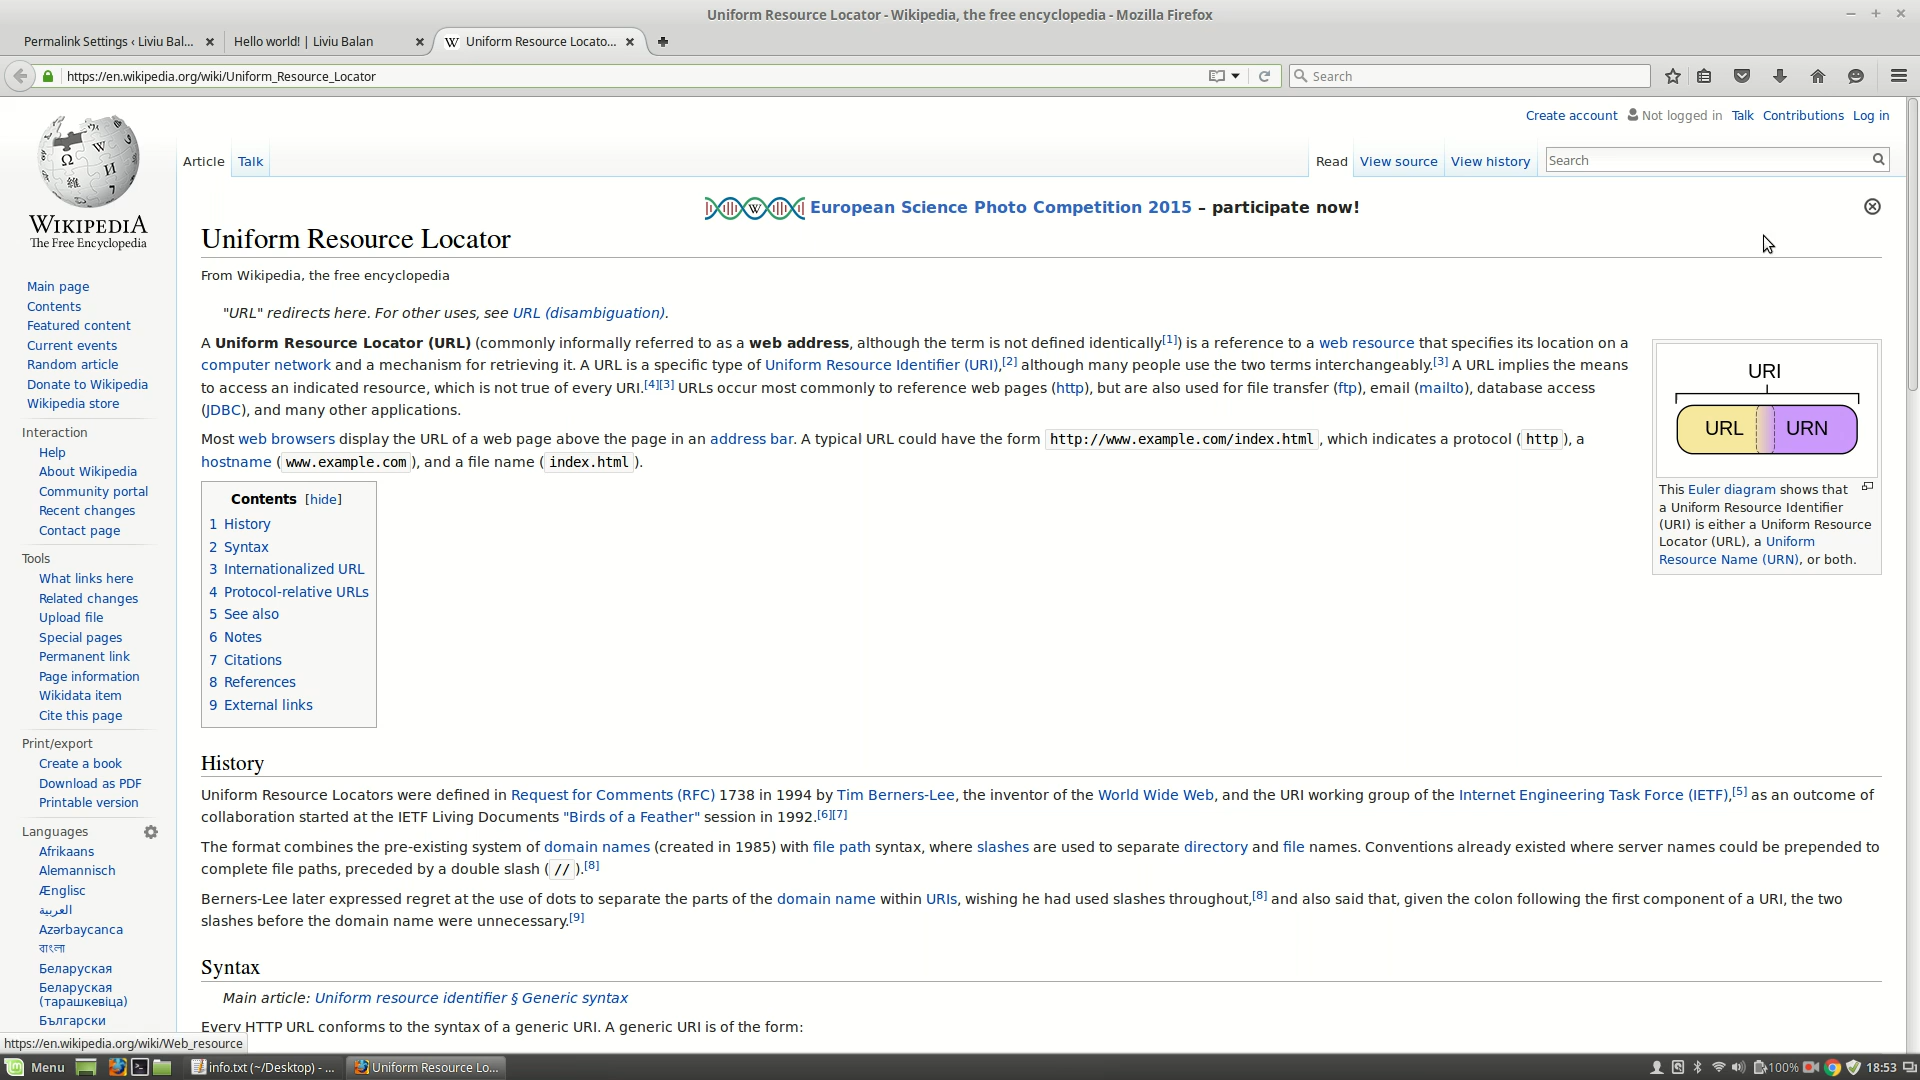 Uniform Resource Locator - Wikipedia, the free encyclopedia - Mozilla Firefox
Permalink Settings ‹ Liviu Bal...
Hello world! | Liviu Balan
Uniform Resource Locato...
https://en.wikipedia.org/wiki/Uniform_Resource_Locator
Search
Create account
Not logged in
Talk
Contributions
Log in
WIKIPEDIA
The Free Encyclopedia
Article
Talk
Read
View source
View history
Search
European Science Photo Competition 2015 – participate now!
Uniform Resource Locator
From Wikipedia, the free encyclopedia
"URL" redirects here. For other uses, see URL (disambiguation).
A Uniform Resource Locator (URL) (commonly informally referred to as a web address, although the term is not defined identically[1]) is a reference to a web resource that specifies its location on a
computer network and a mechanism for retrieving it. A URL is a specific type of Uniform Resource Identifier (URI),[2] although many people use the two terms interchangeably.[3] A URL implies the means
to access an indicated resource, which is not true of every URI.[4][3] URLs occur most commonly to reference web pages (http), but are also used for file transfer (ftp), email (mailto), database access
(JDBC), and many other applications.
Most web browsers display the URL of a web page above the page in an address bar. A typical URL could have the form http://www.example.com/index.html, which indicates a protocol (http), a
hostname (www.example.com), and a file name (index.html).
URI
URL
URN
This Euler diagram shows that
a Uniform Resource Identifier
(URI) is either a Uniform Resource
Locator (URL), a Uniform
Resource Name (URN), or both.
Contents [hide]
1 History
2 Syntax
3 Internationalized URL
4 Protocol-relative URLs
5 See also
6 Notes
7 Citations
8 References
9 External links
History
Uniform Resource Locators were defined in Request for Comments (RFC) 1738 in 1994 by Tim Berners-Lee, the inventor of the World Wide Web, and the URI working group of the Internet Engineering Task Force (IETF),[5] as an outcome of
collaboration started at the IETF Living Documents "Birds of a Feather" session in 1992.[6][7]
The format combines the pre-existing system of domain names (created in 1985) with file path syntax, where slashes are used to separate directory and file names. Conventions already existed where server names could be prepended to
complete file paths, preceded by a double slash (//).[8]
Berners-Lee later expressed regret at the use of dots to separate the parts of the domain name within URIs, wishing he had used slashes throughout,[8] and also said that, given the colon following the first component of a URI, the two
slashes before the domain name were unnecessary.[9]
Syntax
Main article: Uniform resource identifier § Generic syntax
Every HTTP URL conforms to the syntax of a generic URI. A generic URI is of the form:
Main page
Contents
Featured content
Current events
Random article
Donate to Wikipedia
Wikipedia store
Interaction
Help
About Wikipedia
Community portal
Recent changes
Contact page
Tools
What links here
Related changes
Upload file
Special pages
Permanent link
Page information
Wikidata item
Cite this page
Print/export
Create a book
Download as PDF
Printable version
Languages
Afrikaans
Alemannisch
Ænglisc
العربية
Azərbaycanca
বাংলা
Беларуская
Беларуская
(тарашкевіца)
Български
https://en.wikipedia.org/wiki/Web_resource
Menu
info.txt (~/Desktop) - ...
Uniform Resource Lo...
100%
18:53